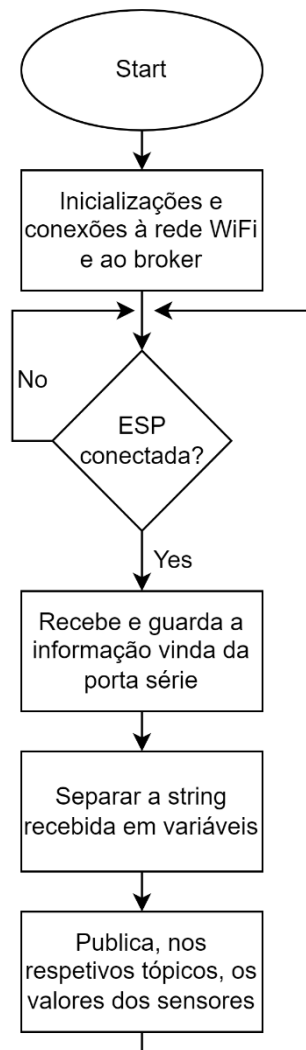 Start
Inicializações e
conexões à rede WiFi
e ao broker
No
ESP
conectada?
Yes
Recebe e guarda a
informação vinda da
porta série
Separar a string
recebida em variáveis
Publica, nos
respetivos tópicos, os
valores dos sensores